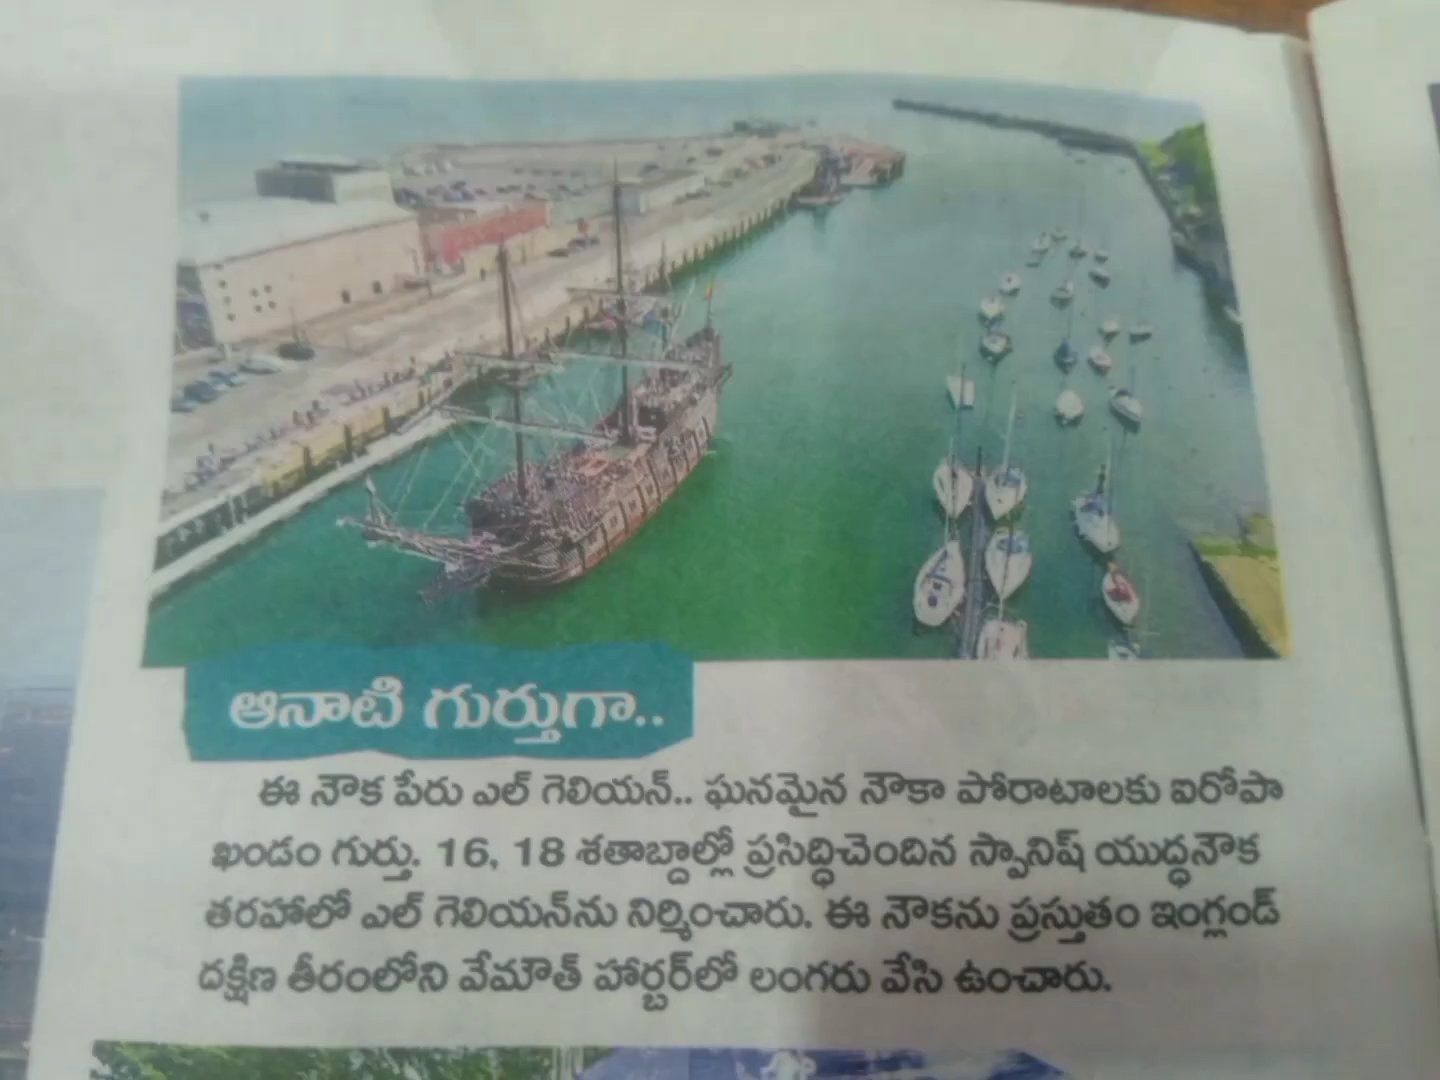 ఆనాటి గుర్తుగా..
ఈ నౌక పేరు ఎల్ గెలియన్.. ఘనమైన నౌకా పోరాటాలకు ఐరోపా
ఖండం గుర్తు. 16, 18 శతాబ్దాల్లో ప్రసిద్ధిచెందిన స్పానిష్ యుద్ధనౌక
తరహాలో ఎల్ గెలియన్‌ను నిర్మించారు. ఈ నౌకను ప్రస్తుతం ఇంగ్లండ్
దక్షిణ తీరంలోని వేమౌత్ హార్బర్‌లో లంగరు వేసి ఉంచారు.